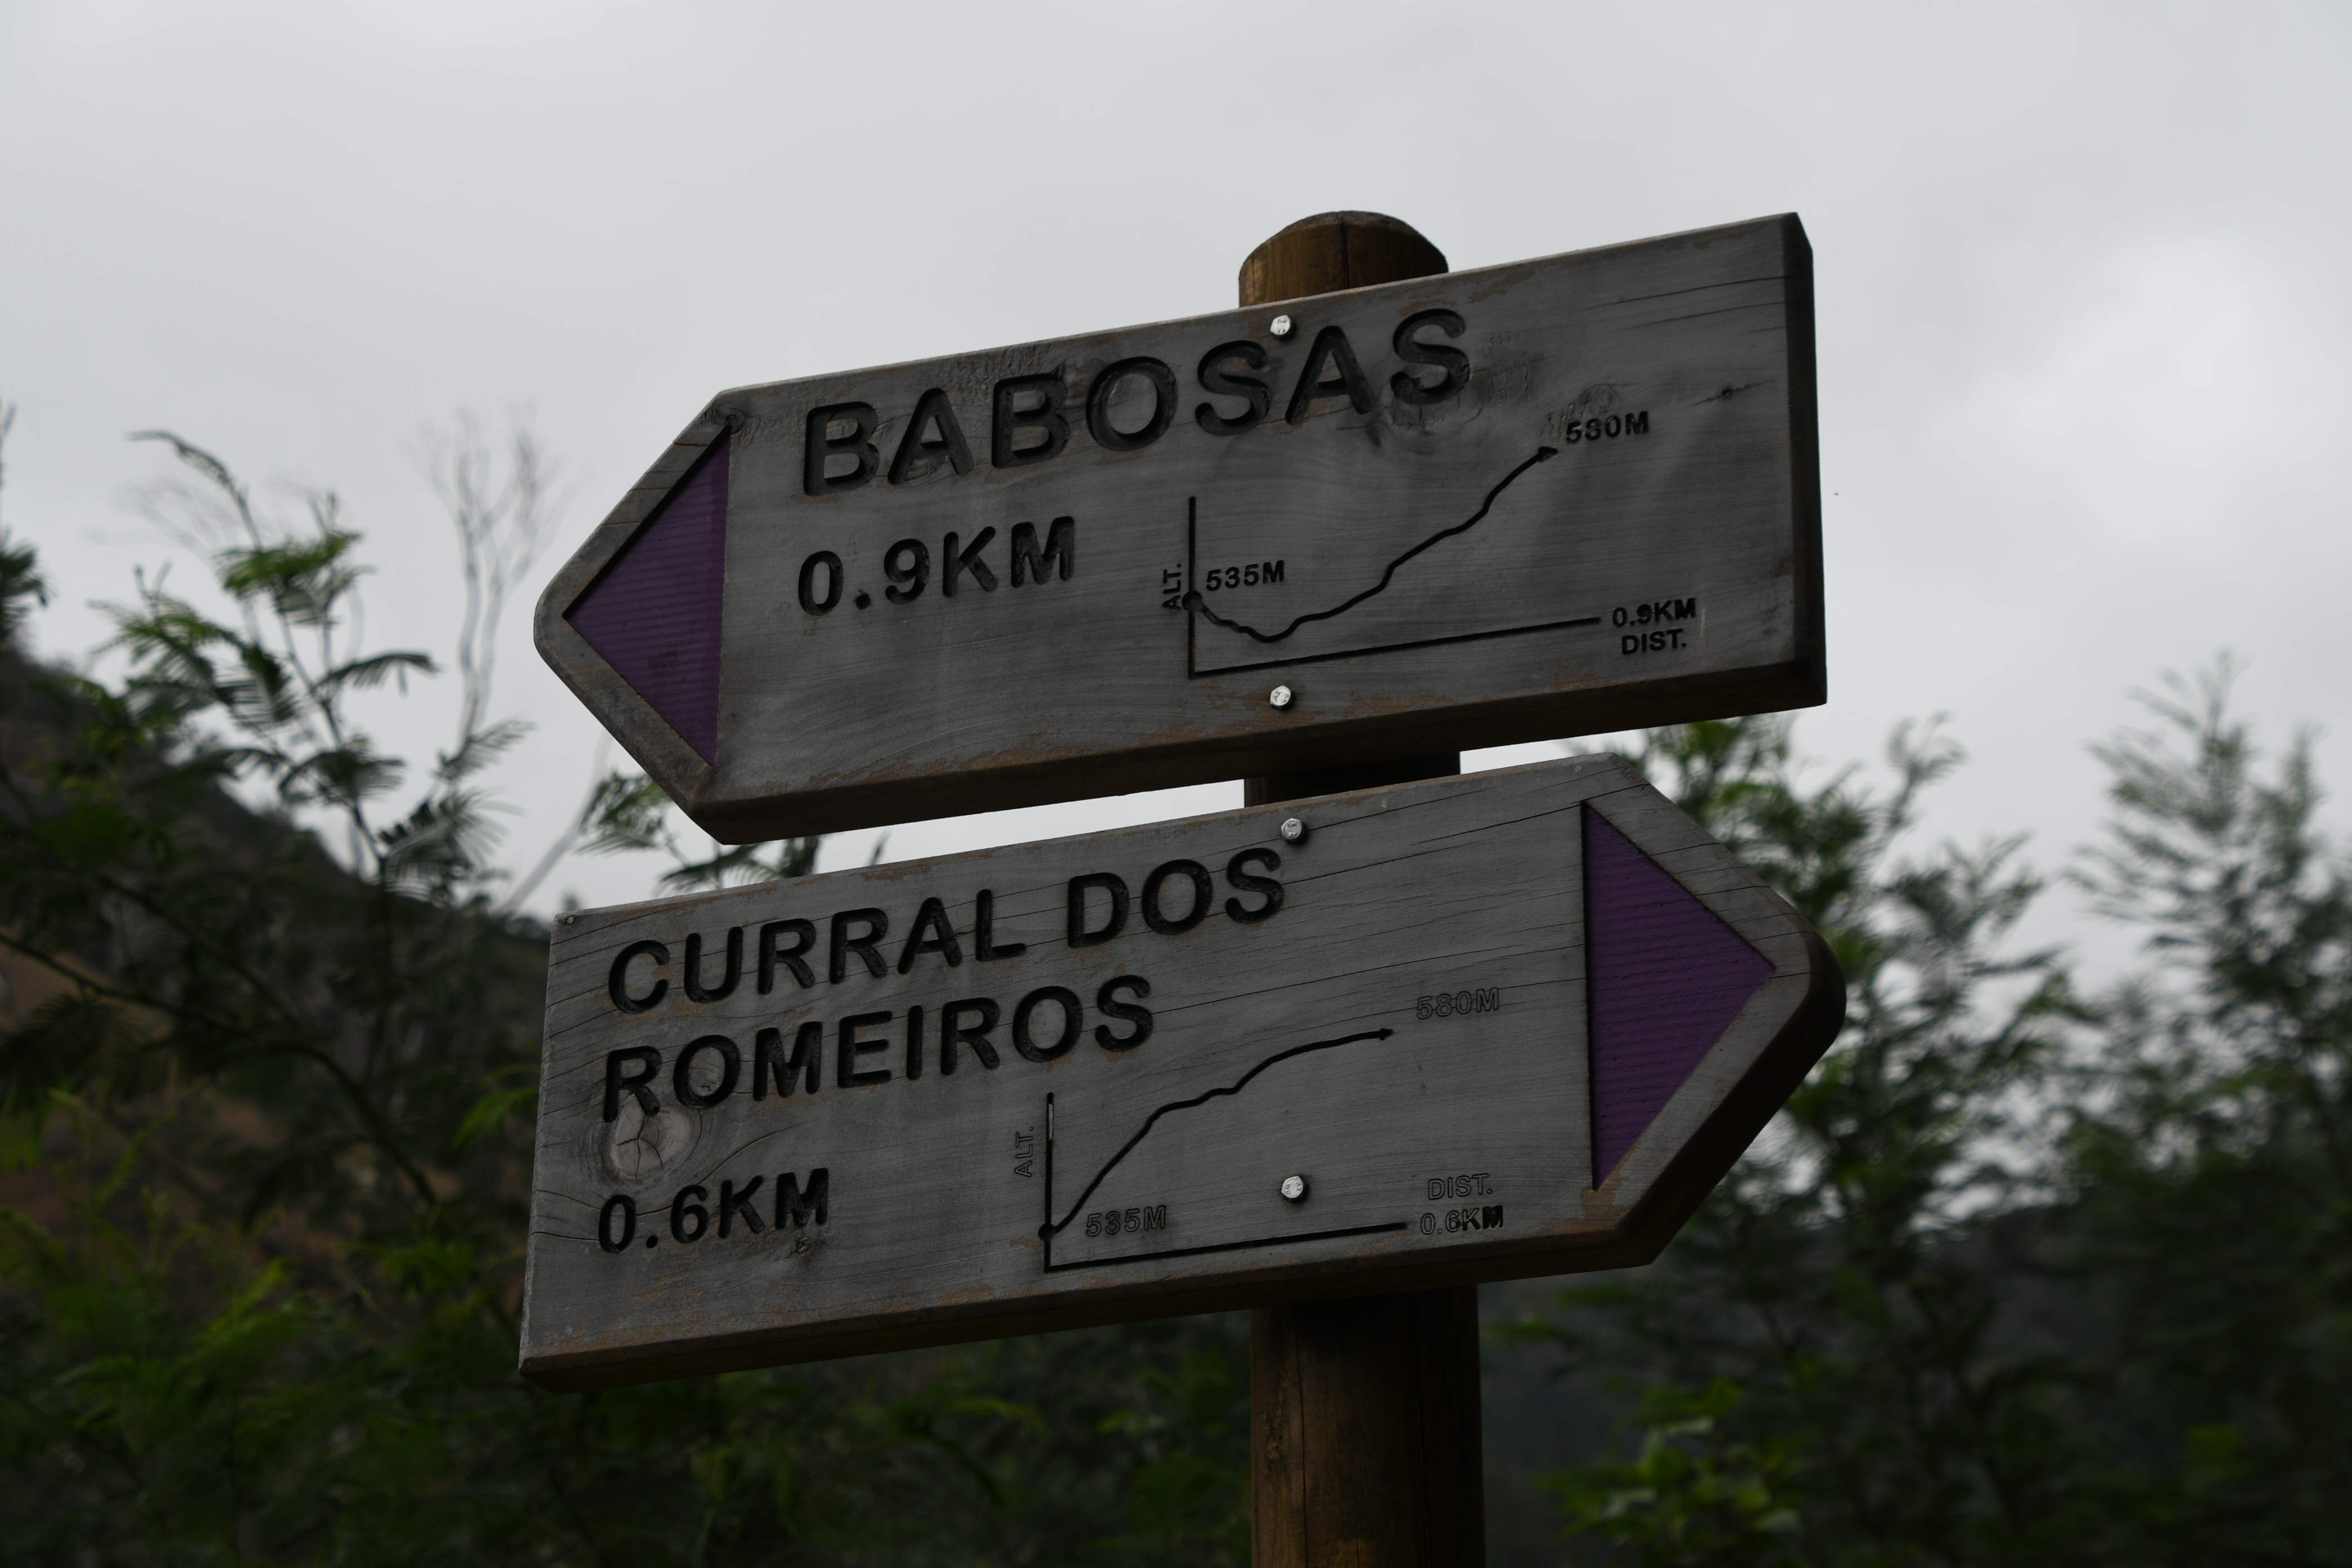 BABOSAS
580M
0.9KM
ALT.
535M
0.9KM
DIST.
CURRAL DOS
ROMEIROS
580M
ALT.
0.6KM
535M
DIST.
0.6KM